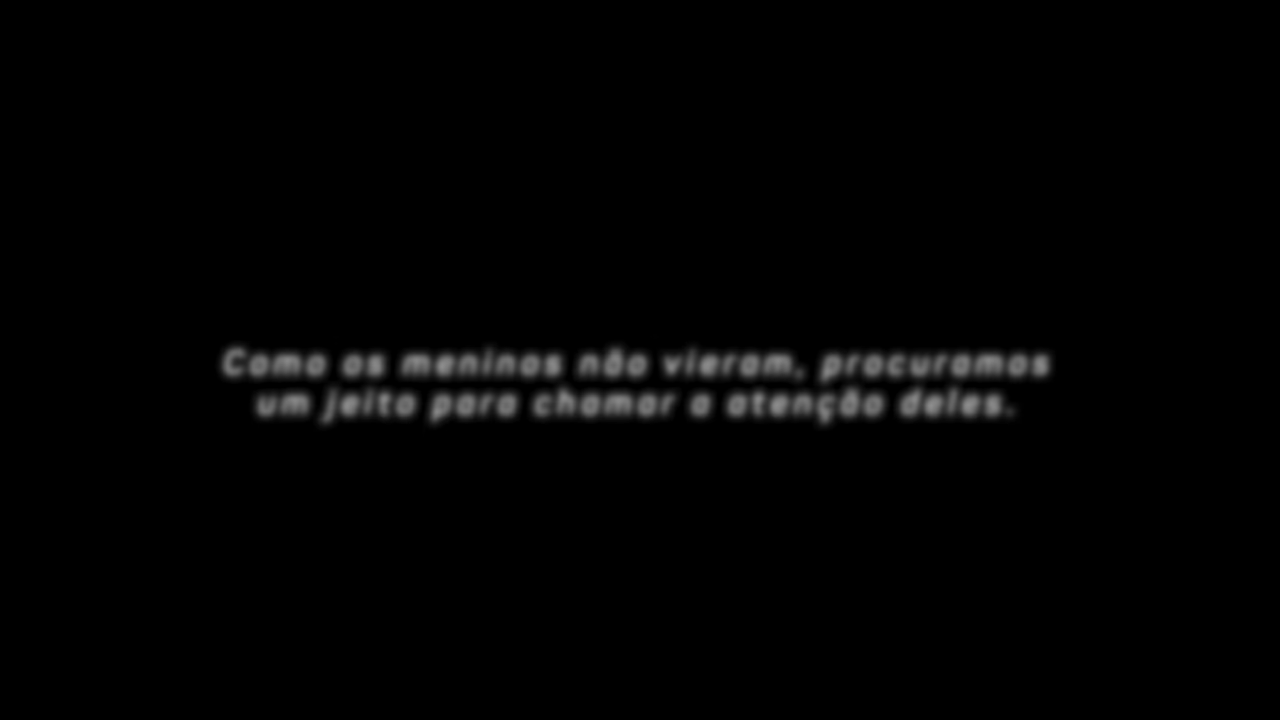 Como os meninos não vieram, procuramos
um jeito para chamar a atenção deles.